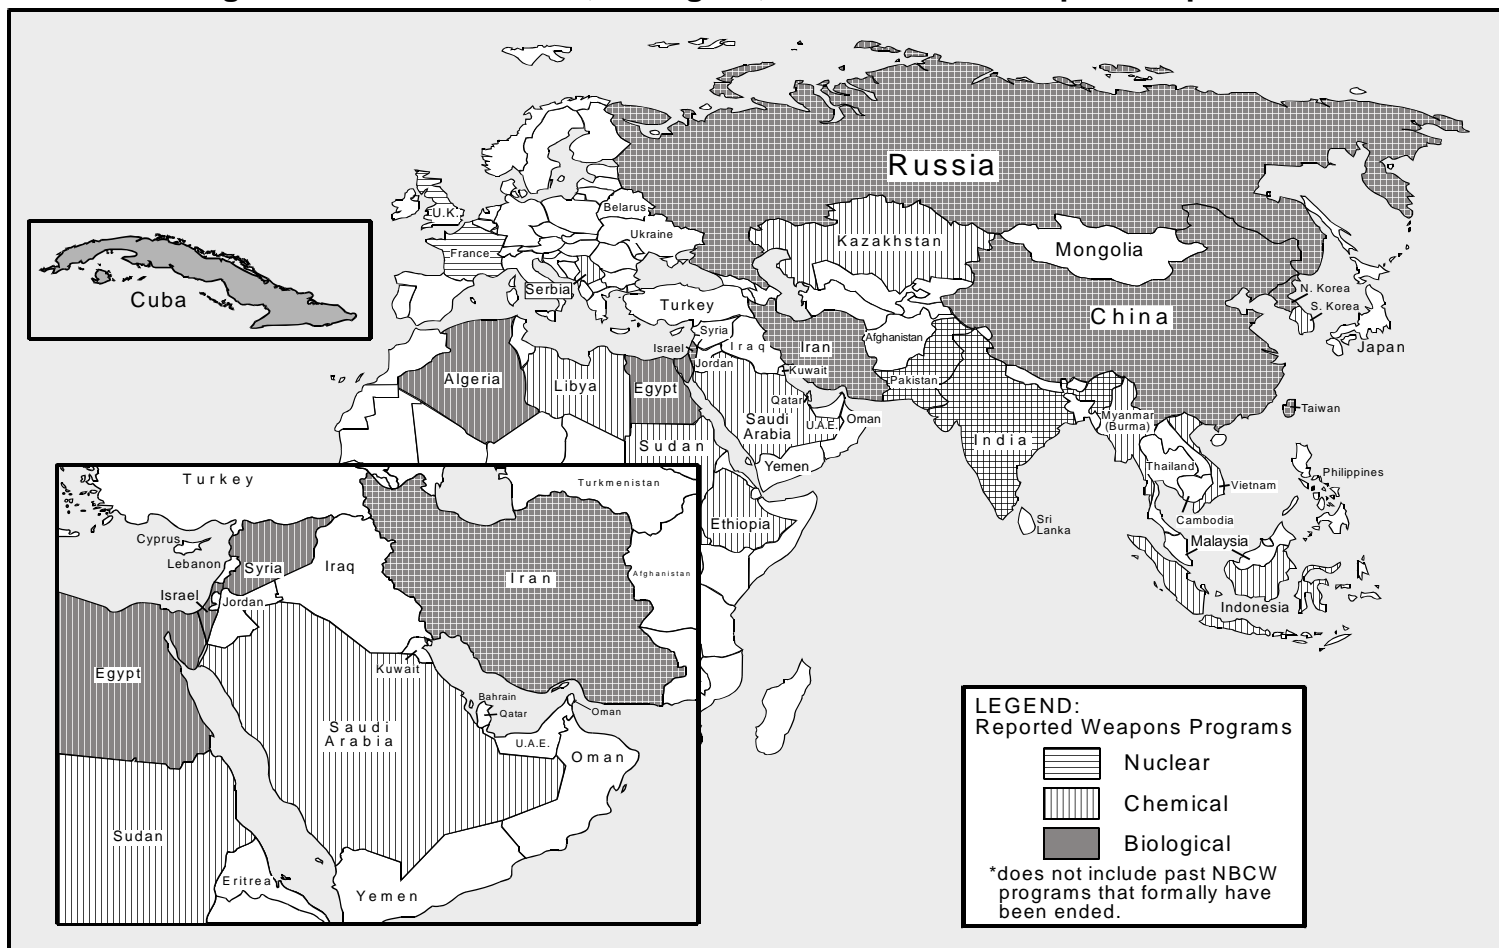 Russia
Belarus
U.K.
Ukraine
Kazakhstan
Mongolia
France
Cuba
Serbia
N. Korea
S. Korea
Turkey
China
Syria
Japan
Israel
Iraq
Iran
Afghanistan
Jordan
Kuwait
Algeria
Libya
Egypt
Pakistan
Qatar
Taiwan
Saudi
Arabia
U.A.E.
Oman
Myanmar
(Burma)
India
Sudan
Yemen
Thailand
Philippines
Vietnam
Ethiopia
Sri
Lanka
Cambodia
Malaysia
Indonesia
Turkey
Turkmenistan
Cyprus
Lebanon
Syria
Iraq
Iran
Afghanistan
Israel
Jordan
Egypt
Kuwait
Bahrain
Qatar
Oman
Saudi
Arabia
U.A.E.
Oman
Sudan
Eritrea
Yemen
LEGEND:
Reported Weapons Programs
Nuclear
Chemical
Biological
*does not include past NBCW
programs that formally have
been ended.